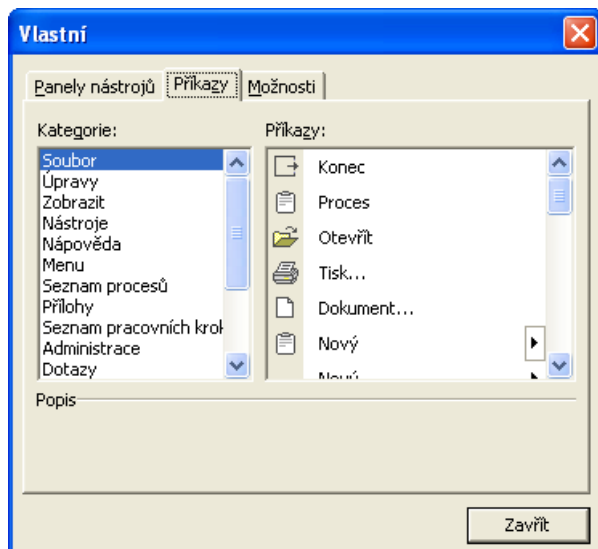 Vlastní
Panely nástrojů Příkazy Možnosti
Kategorie:
Soubor
Úpravy
Zobrazit
Nástroje
Nápověda
Menu
Seznam procesů
Přílohy
Seznam pracovních krok
Administrace
Dotazy
Příkazy:
Konec
Proces
Otevřít
Tisk...
Dokument...
Nový
Nový
Popis
Zavřít